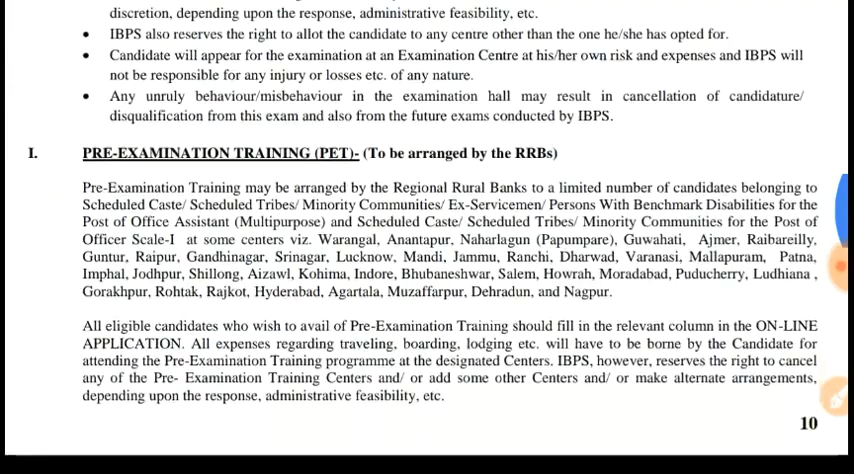 discretion, depending upon the response, administrative feasibility, etc.
• IBPS also reserves the right to allot the candidate to any centre other than the one he/she has opted for.
• Candidate will appear for the examination at an Examination Centre at his/her own risk and expenses and IBPS will
not be responsible for any injury or losses etc. of any nature.
• Any unruly behaviour/misbehaviour in the examination hall may result in cancellation of candidature/
disqualification from this exam and also from the future exams conducted by IBPS.
I. PRE-EXAMINATION TRAINING (PET)- (To be arranged by the RRBs)
Pre-Examination Training may be arranged by the Regional Rural Banks to a limited number of candidates belonging to
Scheduled Caste/ Scheduled Tribes/ Minority Communities/ Ex-Servicemen/ Persons With Benchmark Disabilities for the
Post of Office Assistant (Multipurpose) and Scheduled Caste/ Scheduled Tribes/ Minority Communities for the Post of
Officer Scale-I at some centers viz. Warangal, Anantapur, Naharlagun (Papumpare), Guwahati, Ajmer, Raibareilly,
Guntur, Raipur, Gandhinagar, Srinagar, Lucknow, Mandi, Jammu, Ranchi, Dharwad, Varanasi, Mallapuram, Patna,
Imphal, Jodhpur, Shillong, Aizawl, Kohima, Indore, Bhubaneshwar, Salem, Howrah, Moradabad, Puducherry, Ludhiana ,
Gorakhpur, Rohtak, Rajkot, Hyderabad, Agartala, Muzaffarpur, Dehradun, and Nagpur.
All eligible candidates who wish to avail of Pre-Examination Training should fill in the relevant column in the ON-LINE
APPLICATION. All expenses regarding traveling, boarding, lodging etc. will have to be borne by the Candidate for
attending the Pre-Examination Training programme at the designated Centers. IBPS, however, reserves the right to cancel
any of the Pre- Examination Training Centers and/ or add some other Centers and/ or make alternate arrangements,
depending upon the response, administrative feasibility, etc.
10